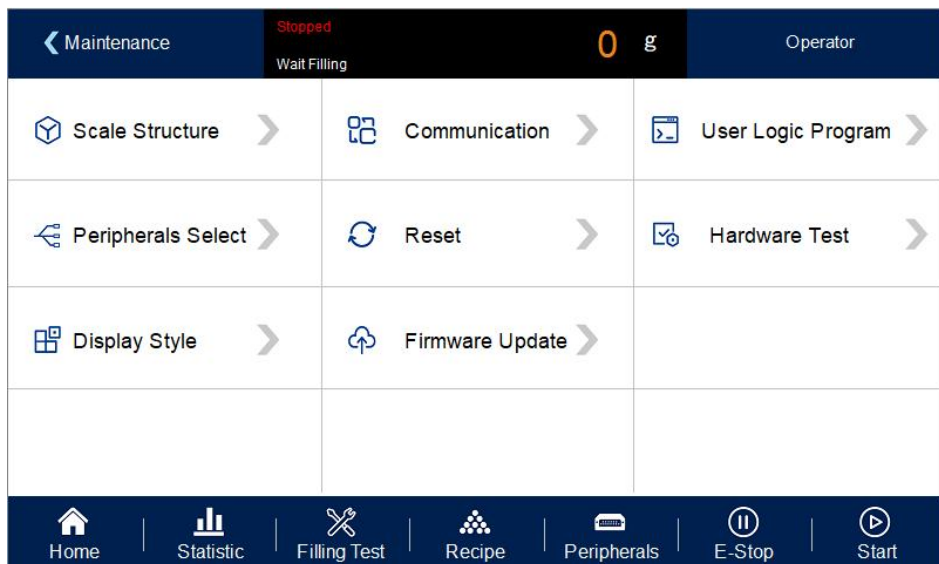 Maintenance
Stopped
Wait Filling
0 g
Operator
Scale Structure
Communication
User Logic Program
Peripherals Select
Reset
Hardware Test
Display Style
Firmware Update
Home
Statistic
Filling Test
Recipe
Peripherals
E-Stop
Start